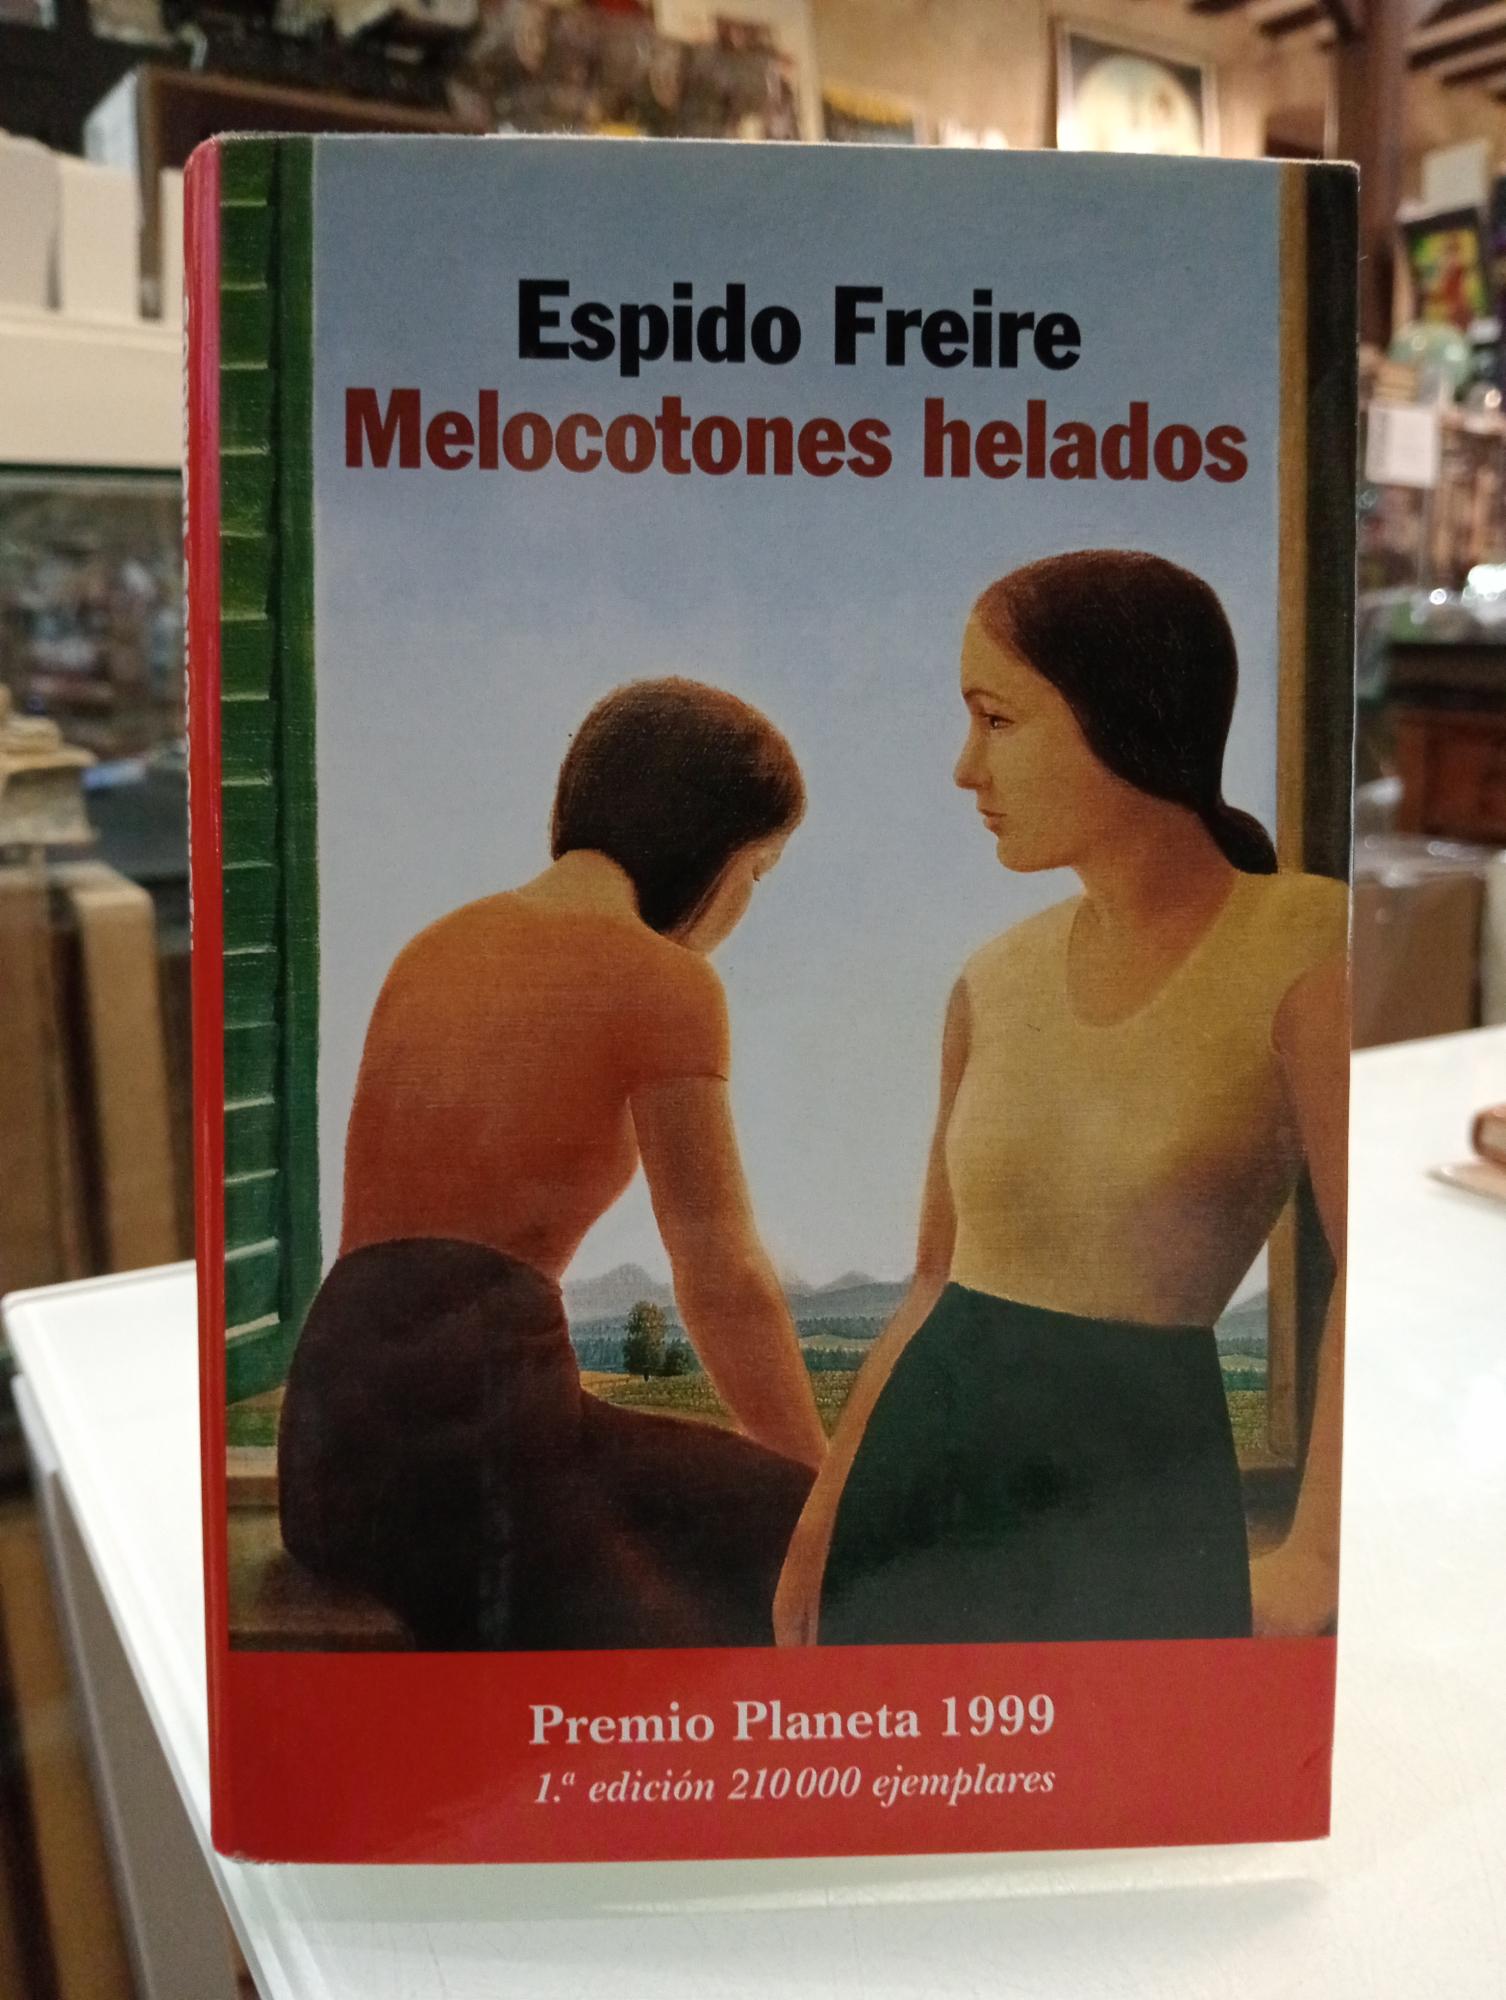 Espido Freire
Melocotones helados
Premio Planeta 1999
1.ª edición 210 000 ejemplares